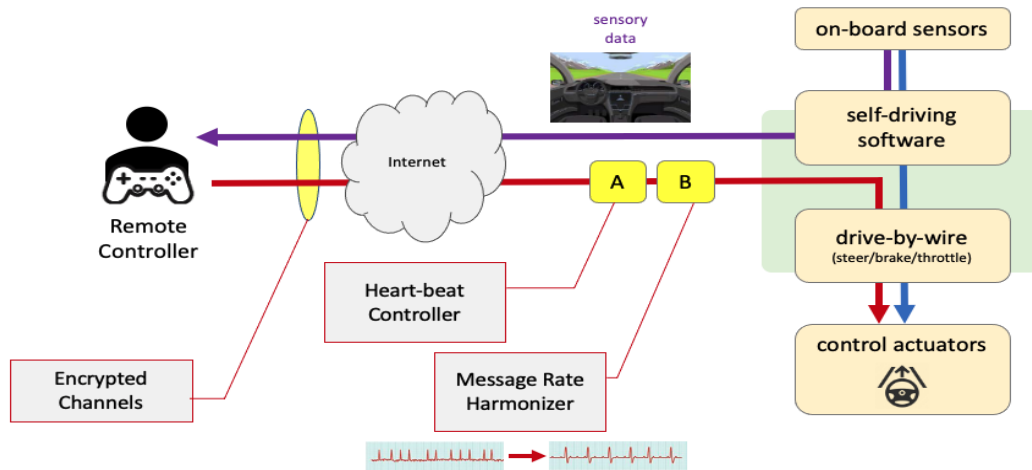 sensory
data
on-board sensors
self-driving
software
Internet
A
B
Remote
Controller
drive-by-wire
(steer/brake/throttle)
Heart-beat
Controller
control actuators
Encrypted
Channels
Message Rate
Harmonizer